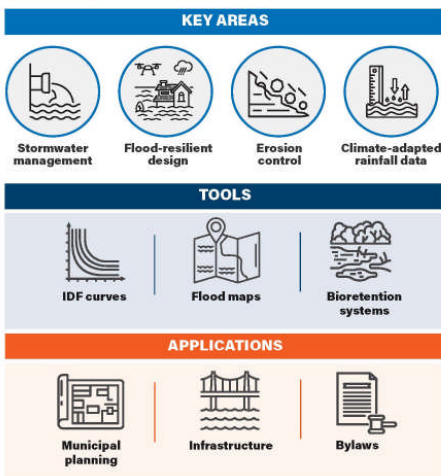 KEY AREAS
Stormwater management
Flood-resilient design
Erosion control
Climate-adapted rainfall data
TOOLS
IDF curves
Flood maps
Bioretention systems
APPLICATIONS
Municipal planning
Infrastructure
Bylaws